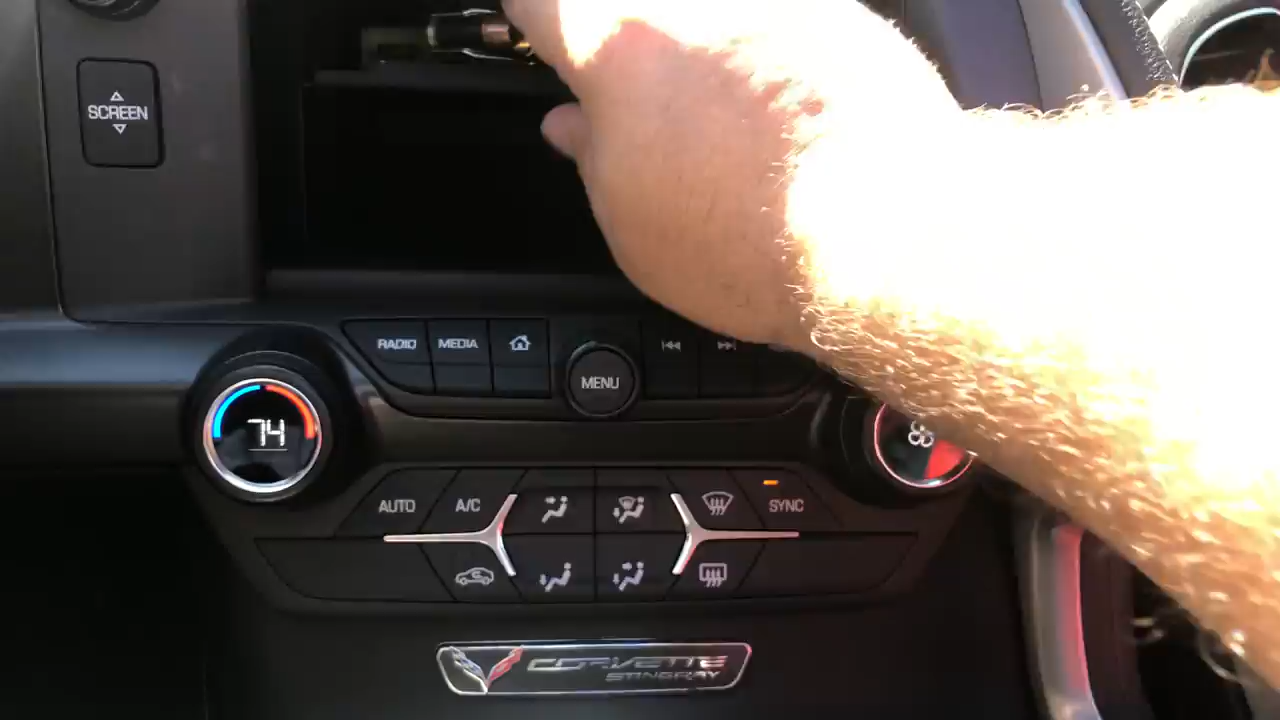 SCREEN
RADIO MEDIA
MENU
74
AUTO A/C SYNC
CORVETTE
STINGRAY